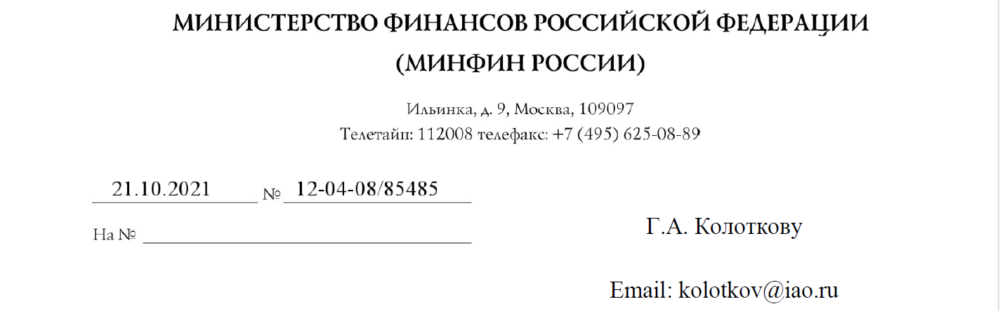 МИНИСТЕРСТВО ФИНАНСОВ РОССИЙСКОЙ ФЕДЕРАЦИИ
(МИНФИН РОССИИ)
Ильинка, д. 9, Москва, 109097
Телетайп: 112008 телефакс: +7 (495) 625-08-89
21.10.2021 № 12-04-08/85485
На №
Г.А. Колоткову
Email: kolotkov@iao.ru